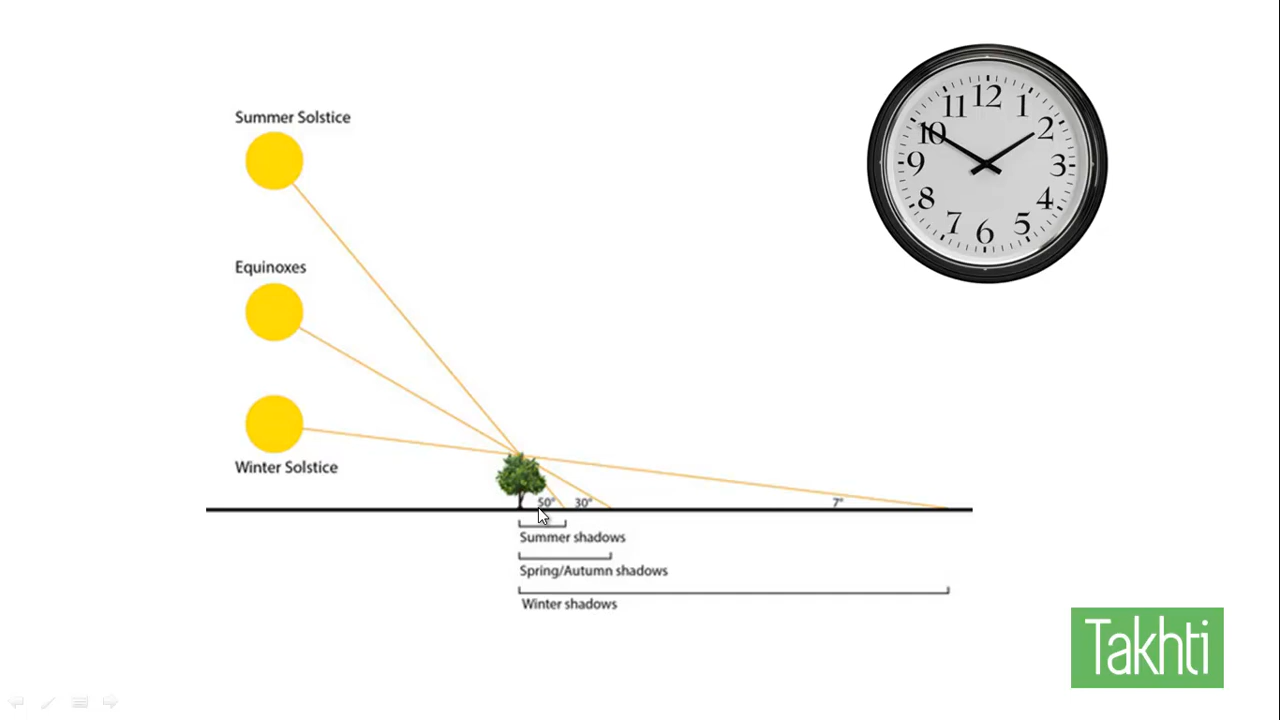 Summer Solstice
Equinoxes
Winter Solstice
50° 30° 7°
Summer shadows
Spring/Autumn shadows
Winter shadows
12
1
2
3
4
5
6
7
8
9
10
11
Takhti